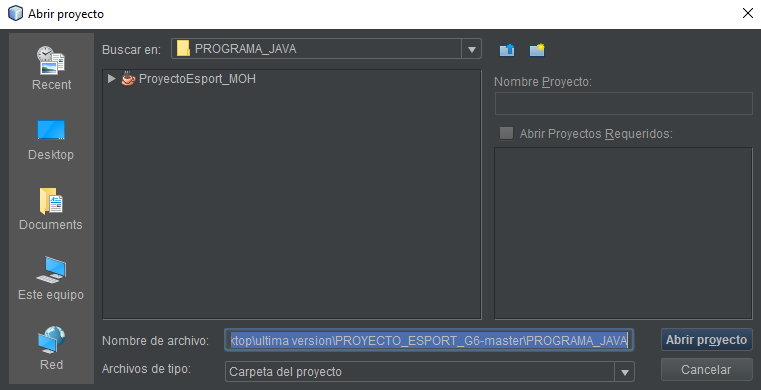 Abrir proyecto
Buscar en: PROGRAMA_JAVA
Recent
Desktop
Documents
Este equipo
Red
ProyectoEsport_MOH
Nombre Proyecto:
Abrir Proyectos Requeridos:
Nombre de archivo: ktop\ultima version\PROYECTO_ESPORT_G6-master\PROGRAMA_JAVA
Archivos de tipo: Carpeta del proyecto
Abrir proyecto
Cancelar